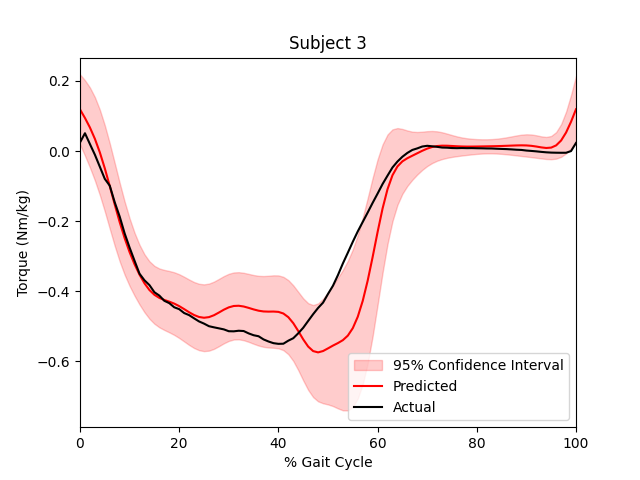 Subject 3
Torque (Nm/kg)
0.2
0.0
−0.2
−0.4
−0.6
95% Confidence Interval
Predicted
Actual
0 20 40 60 80 100
% Gait Cycle